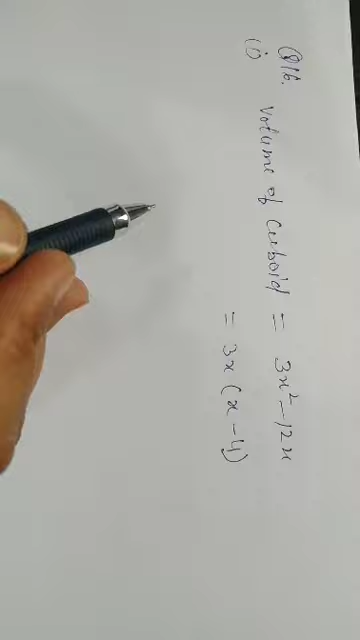 Q16.
(i) Volume of Cuboid = 3x² - 12x
= 3x(x - 4)